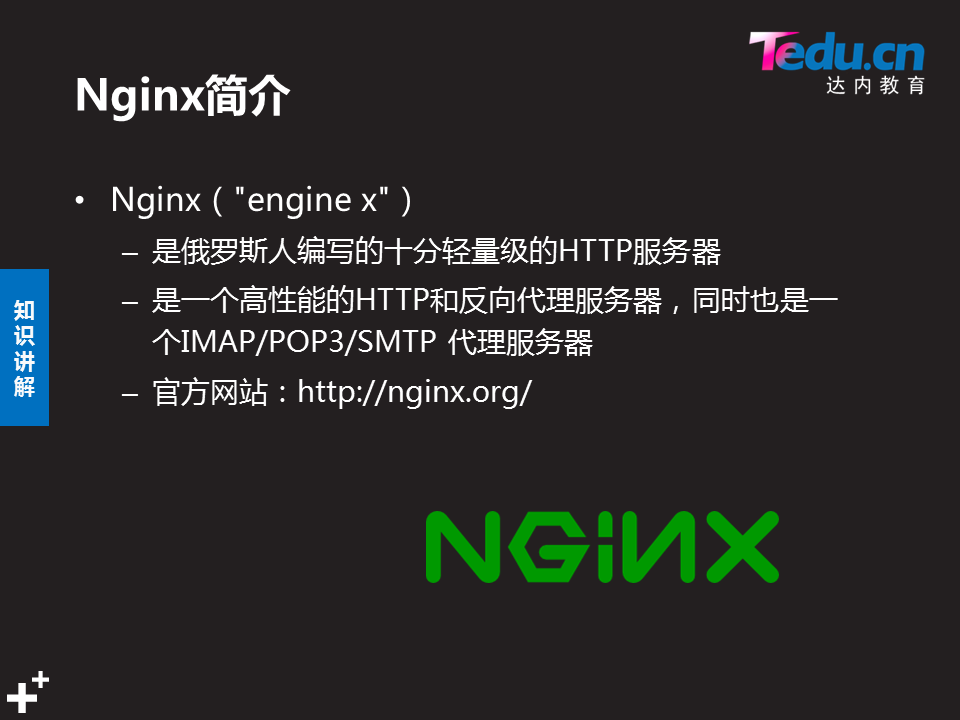 Tedu.cn
达内教育
Nginx简介
• Nginx（"engine x"）
– 是俄罗斯人编写的十分轻量级的HTTP服务器
– 是一个高性能的HTTP和反向代理服务器，同时也是一
个IMAP/POP3/SMTP 代理服务器
– 官方网站：http://nginx.org/
知
识
讲
解
NGiNX